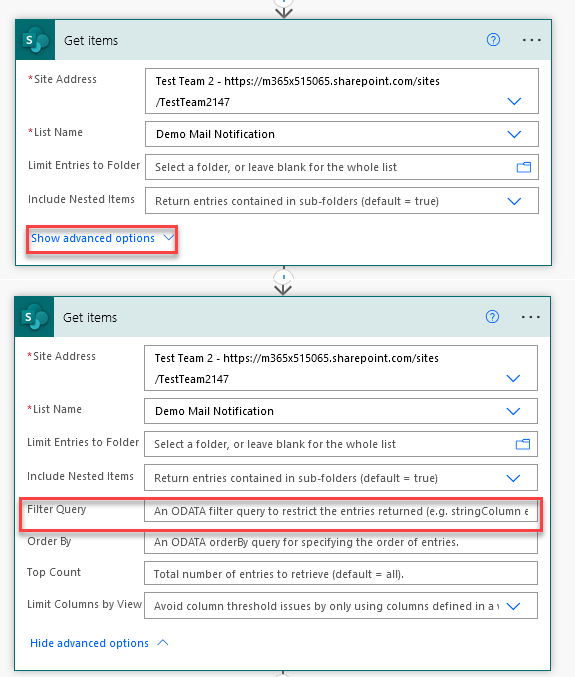 Get items
*Site Address
Test Team 2 - https://m365x515065.sharepoint.com/sites
/TestTeam2147
*List Name
Demo Mail Notification
Limit Entries to Folder
Select a folder, or leave blank for the whole list
Include Nested Items
Return entries contained in sub-folders (default = true)
Show advanced options
Get items
*Site Address
Test Team 2 - https://m365x515065.sharepoint.com/sites
/TestTeam2147
*List Name
Demo Mail Notification
Limit Entries to Folder
Select a folder, or leave blank for the whole list
Include Nested Items
Return entries contained in sub-folders (default = true)
Filter Query
An ODATA filter query to restrict the entries returned (e.g. stringColumn e
Order By
An ODATA orderBy query for specifying the order of entries.
Top Count
Total number of entries to retrieve (default = all).
Limit Columns by View
Avoid column threshold issues by only using columns defined in a v
Hide advanced options